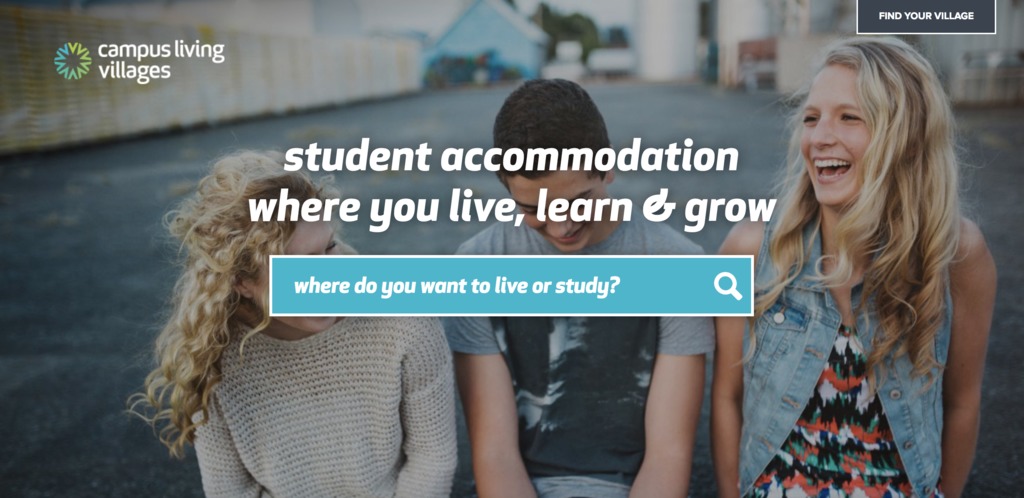 FIND YOUR VILLAGE
campus living
villages
student accommodation
where you live, learn & grow
where do you want to live or study?